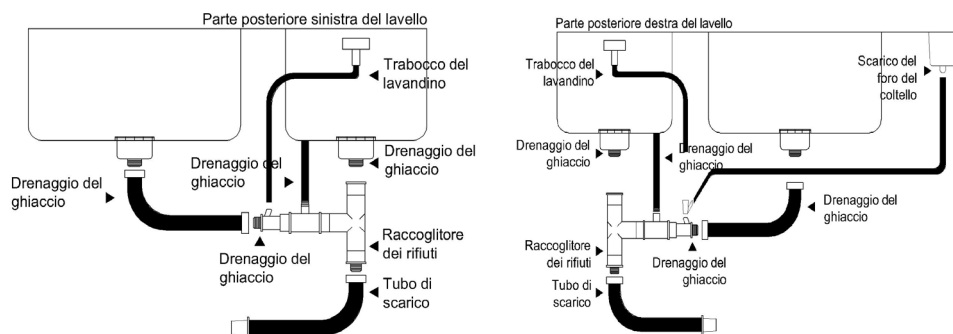 Parte posteriore sinistra del lavello
Trabocco del
lavandino
Drenaggio del
ghiaccio
Drenaggio del
ghiaccio
Drenaggio del
ghiaccio
Drenaggio del
ghiaccio
Raccoglitore
dei rifiuti
Tubo di
scarico
Parte posteriore destra del lavello
Trabocco del
lavandino
Scarico del
foro del
coltello
Drenaggio del
ghiaccio
Drenaggio del
ghiaccio
Drenaggio del
ghiaccio
Raccoglitore
dei rifiuti
Drenaggio del
ghiaccio
Tubo di
scarico